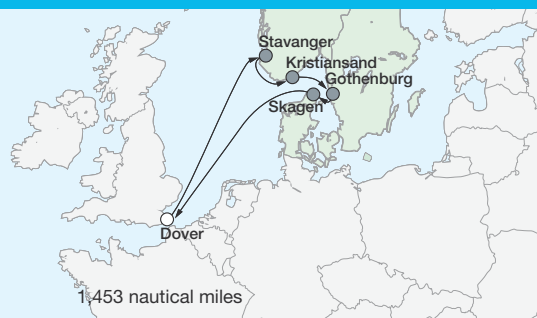 Stavanger
Kristiansand
Gothenburg
Skagen
Dover
1,453 nautical miles